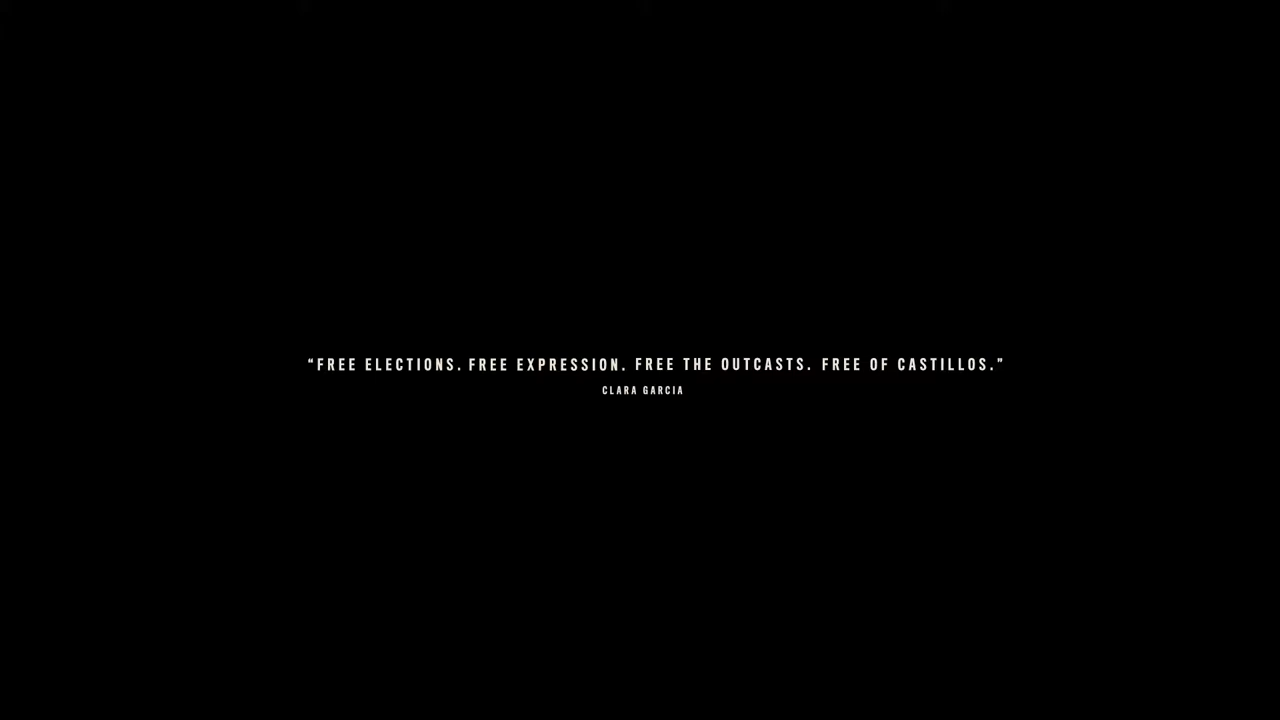 “FREE ELECTIONS. FREE EXPRESSION. FREE THE OUTCASTS. FREE OF CASTILLOS.”
CLARA GARCIA